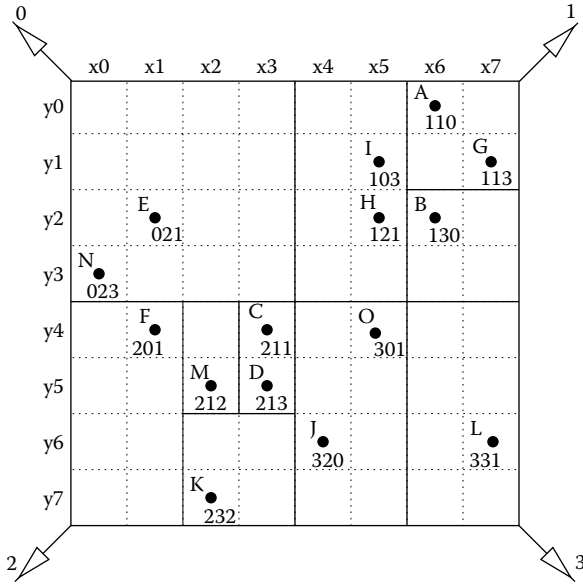 0
1
x0 x1 x2 x3 x4 x5 x6 x7
y0
A
110
y1
I
103
G
113
y2
E
021
H
121
B
130
y3
N
023
y4
F
201
C
211
O
301
y5
M
212
D
213
y6
J
320
L
331
y7
K
232
2
3